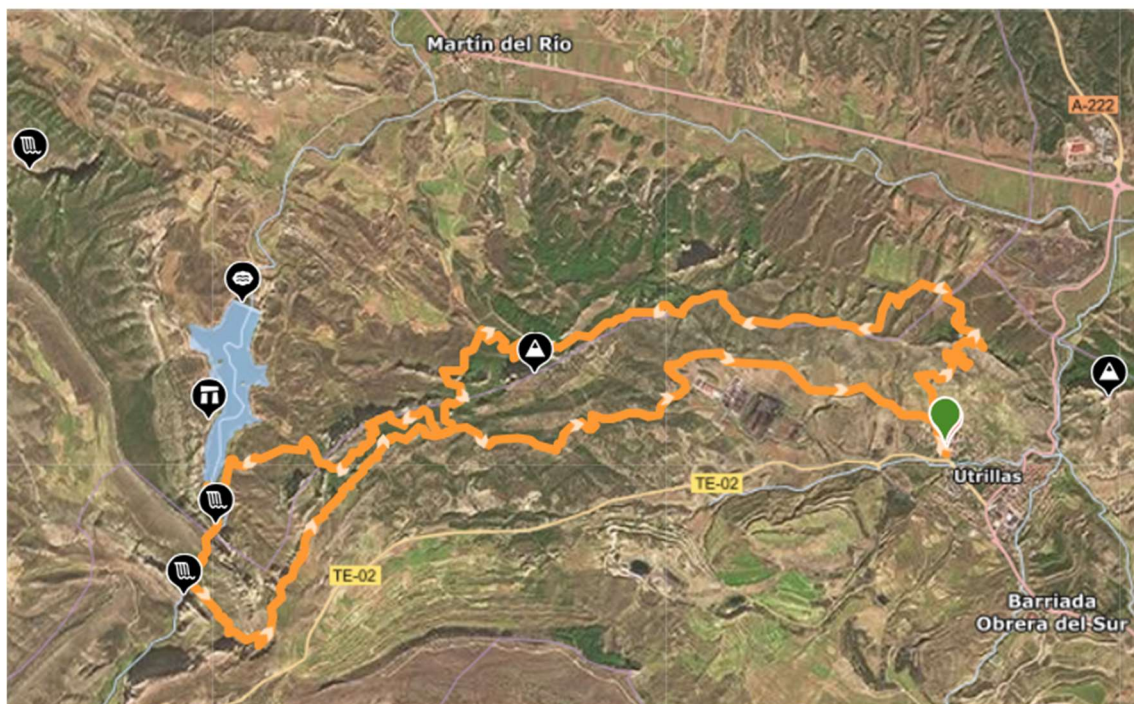 Martín del Río
A-222
TE-02
Utrillas
TE-02
Barriada
Obrera del Sur